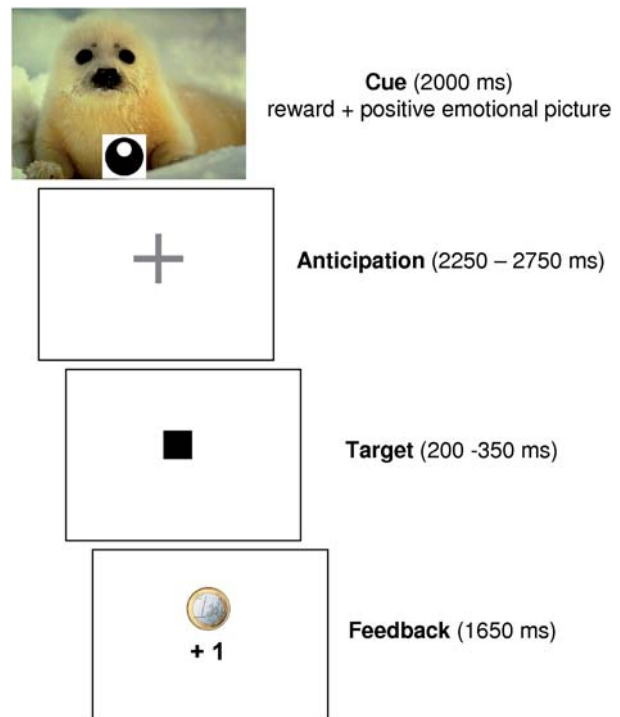 Cue (2000 ms)
reward + positive emotional picture
Anticipation (2250 – 2750 ms)
Target (200 -350 ms)
+ 1
Feedback (1650 ms)